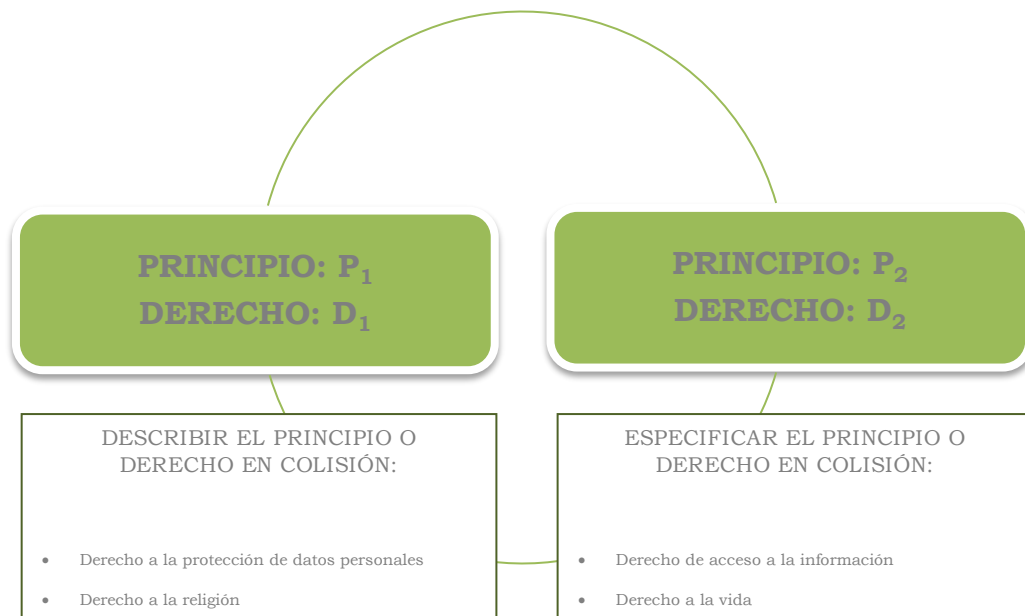 PRINCIPIO: P₁
DERECHO: D₁
PRINCIPIO: P₂
DERECHO: D₂
DESCRIBIR EL PRINCIPIO O
DERECHO EN COLISIÓN:
• Derecho a la protección de datos personales
• Derecho a la religión
ESPECIFICAR EL PRINCIPIO O
DERECHO EN COLISIÓN:
• Derecho de acceso a la información
• Derecho a la vida